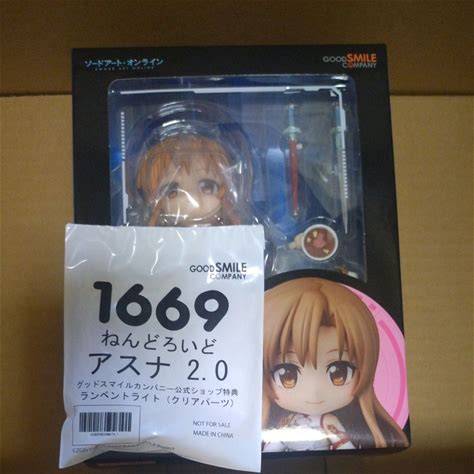 ソードアート・オンライン
SWORD ART ONLINE
GOOD SMILE
COMPANY
GOOD SMILE
COMPANY
1669
ねんどろいど
アスナ 2.0
グッドスマイルカンパニー公式ショップ特典
ランベントライト（クリアパーツ）
NOT FOR SALE
MADE IN CHINA